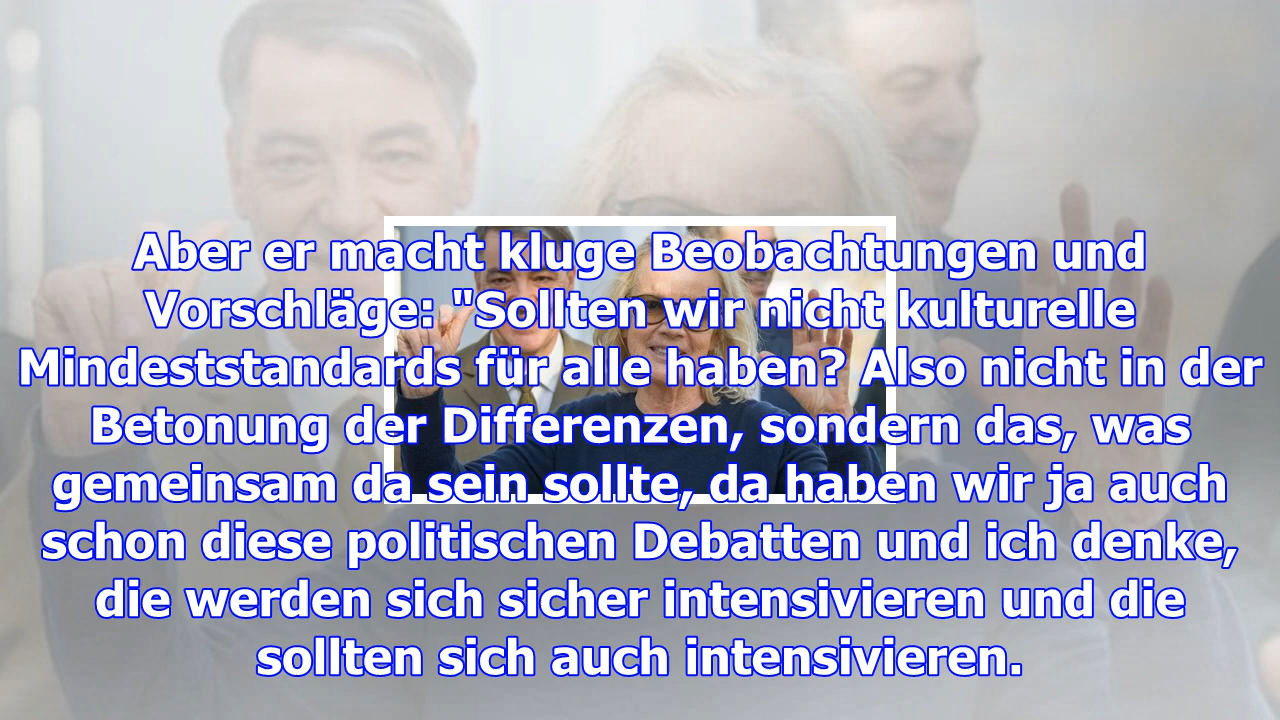 Aber er macht kluge Beobachtungen und
Vorschläge: "Sollten wir nicht kulturelle
Mindeststandards für alle haben? Also nicht in der
Betonung der Differenzen, sondern das, was
gemeinsam da sein sollte, da haben wir ja auch
schon diese politischen Debatten und ich denke,
die werden sich sicher intensivieren und die
sollten sich auch intensivieren.